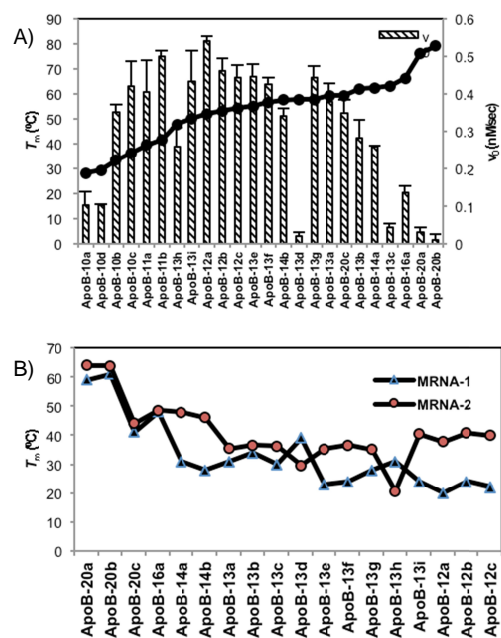 A)
Tm (ºC)
90
80
70
60
50
40
30
20
10
0
v
0.6
0.5
0.4
0.3
0.2
0.1
0
v0 (nM/sec)
ApoB-10a
ApoB-10d
ApoB-10b
ApoB-10c
ApoB-11a
ApoB-11b
ApoB-13h
ApoB-13i
ApoB-12a
ApoB-12b
ApoB-12c
ApoB-13e
ApoB-13f
ApoB-14b
ApoB-13d
ApoB-13g
ApoB-13a
ApoB-20c
ApoB-13b
ApoB-14a
ApoB-13c
ApoB-16a
ApoB-20a
ApoB-20b
B)
Tm (ºC)
70
60
50
40
30
20
10
0
MRNA-1
MRNA-2
ApoB-20a
ApoB-20b
ApoB-20c
ApoB-16a
ApoB-14a
ApoB-14b
ApoB-13a
ApoB-13b
ApoB-13c
ApoB-13d
ApoB-13e
ApoB-13f
ApoB-13g
ApoB-13h
ApoB-13i
ApoB-12a
ApoB-12b
ApoB-12c